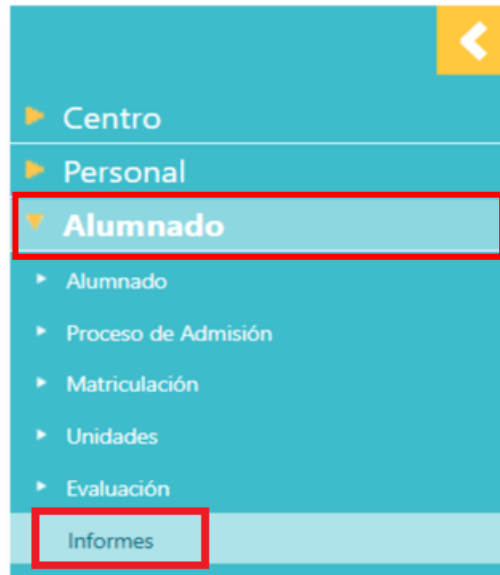 Centro
Personal
Alumnado
Alumnado
Proceso de Admisión
Matriculación
Unidades
Evaluación
Informes